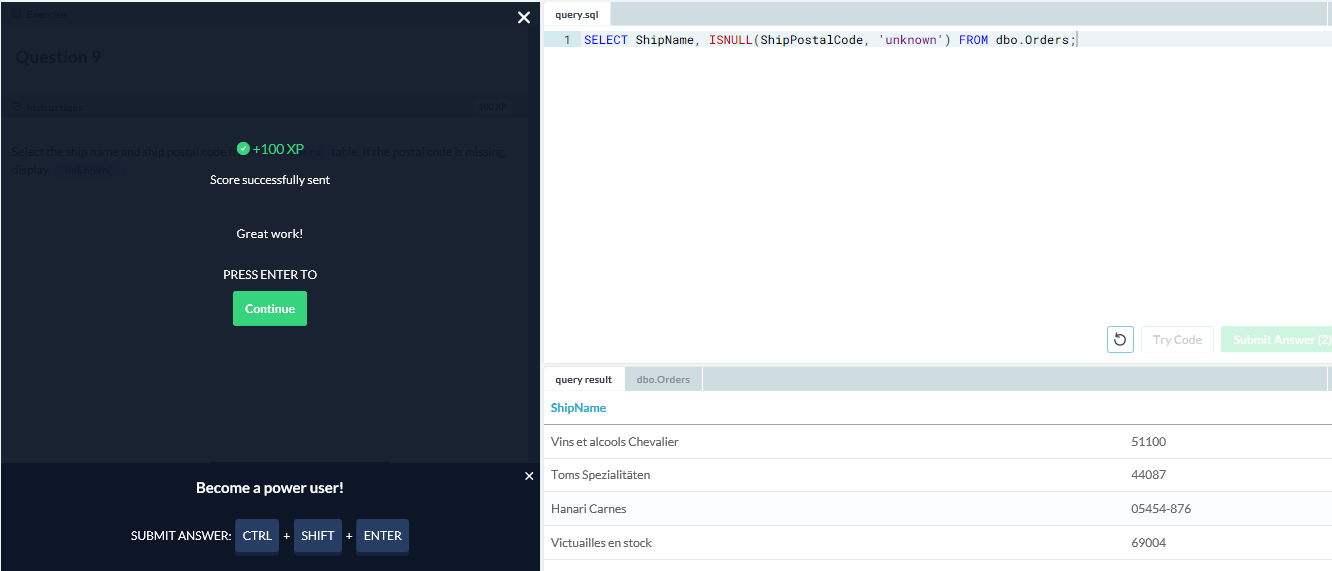 Exercise
Question 9
Instructions
100 XP
Select the ship name and ship postal code table. If the postal code is missing,
display unknown
+100 XP
Score successfully sent
Great work!
PRESS ENTER TO
Continue
Become a power user!
SUBMIT ANSWER: CTRL + SHIFT + ENTER
query.sql
1 SELECT ShipName, ISNULL(ShipPostalCode, 'unknown') FROM dbo.Orders;
Try Code
Submit Answer (2)
query result
dbo.Orders
ShipName
Vins et alcools Chevalier 51100
Toms Spezialitäten 44087
Hanari Carnes 05454-876
Victuailles en stock 69004